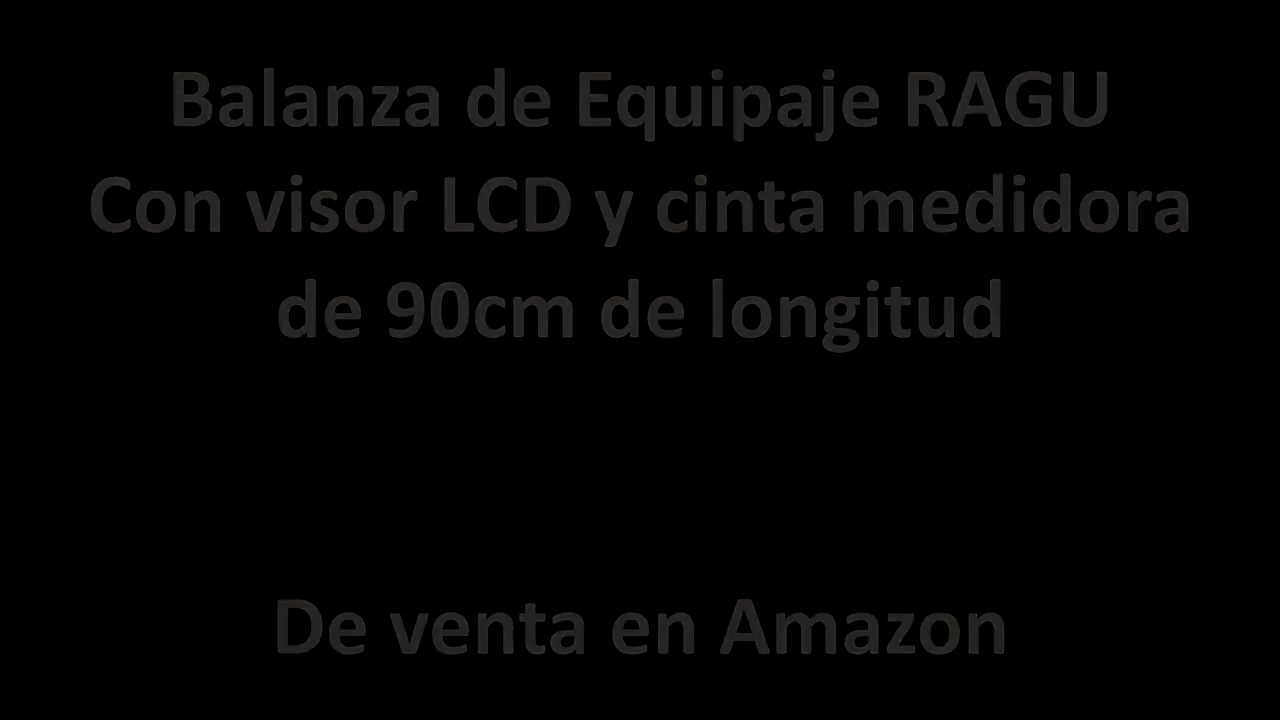 Balanza de Equipaje RAGU
Con visor LCD y cinta medidora
de 90cm de longitud
De venta en Amazon